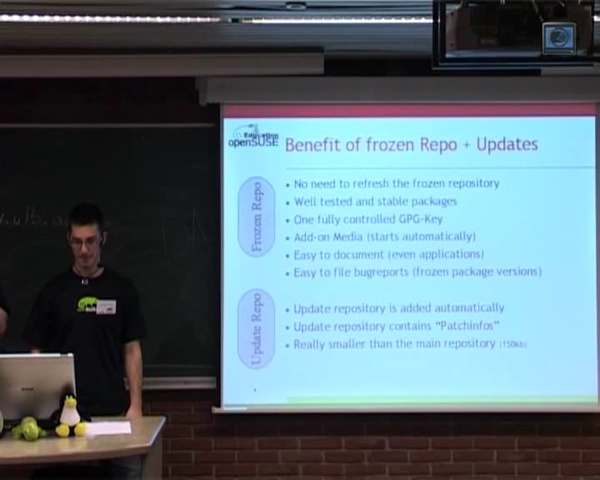 Education
openSUSE
Benefit of frozen Repo + Updates
Frozen Repo
• No need to refresh the frozen repository
• Well tested and stable packages
• One fully controlled GPG-Key
• Add-on Media (starts automatically)
• Easy to document (even applications)
• Easy to file bugreports (frozen package versions)
Update Repo
• Update repository is added automatically
• Update repository contains "Patchinfos"
• Really smaller than the main repository (150kb)